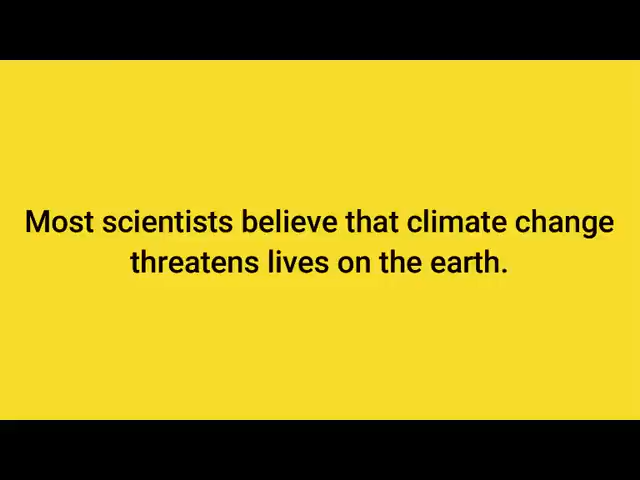 Most scientists believe that climate change
threatens lives on the earth.